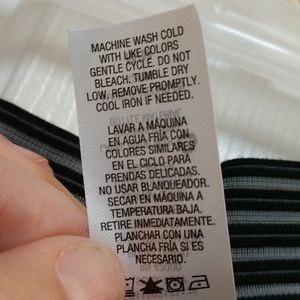 MACHINE WASH COLD
WITH LIKE COLORS
GENTLE CYCLE. DO NOT
BLEACH. TUMBLE DRY
LOW, REMOVE PROMPTLY.
COOL IRON IF NEEDED.
LAVAR A MÁQUINA
EN AGUA FRÍA CON
COLORES SIMILARES
EN EL CICLO PARA
PRENDAS DELICADAS.
NO USAR BLANQUEADOR.
SECAR EN MÁQUINA A
TEMPERATURA BAJA.
RETIRE INMEDIATAMENTE.
PLANCHAR CON UNA
PLANCHA FRÍA SI ES
NECESARIO.